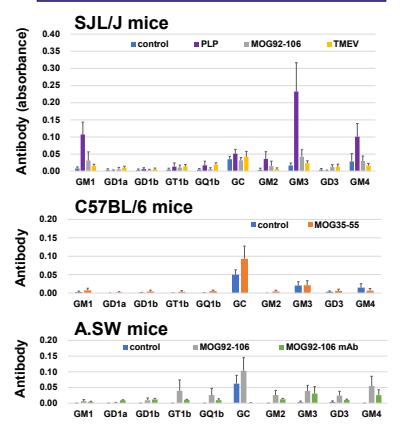 SJL/J mice
Antibody (absorbance)
0.40
0.35
0.30
0.25
0.20
0.15
0.10
0.05
0.00
control PLP MOG92-106 TMEV
GM1 GD1a GD1b GT1b GQ1b GC GM2 GM3 GD3 GM4
C57BL/6 mice
Antibody
0.20
0.15
0.10
0.05
0.00
control MOG35-55
GM1 GD1a GD1b GT1b GQ1b GC GM2 GM3 GD3 GM4
A.SW mice
Antibody
0.20
0.15
0.10
0.05
0.00
control MOG92-106 MOG92-106 mAb
GM1 GD1a GD1b GT1b GQ1b GC GM2 GM3 GD3 GM4